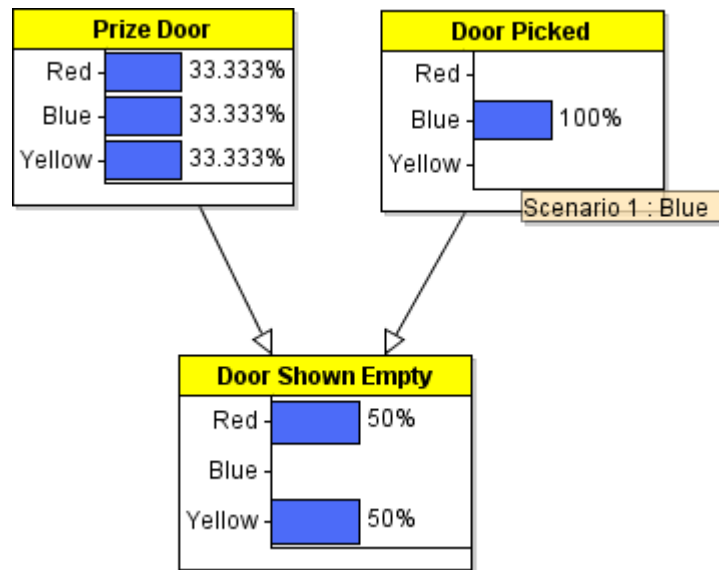 Prize Door
Red 33.333%
Blue 33.333%
Yellow 33.333%
Door Picked
Red
Blue 100%
Yellow
Scenario 1 : Blue
Door Shown Empty
Red 50%
Blue
Yellow 50%